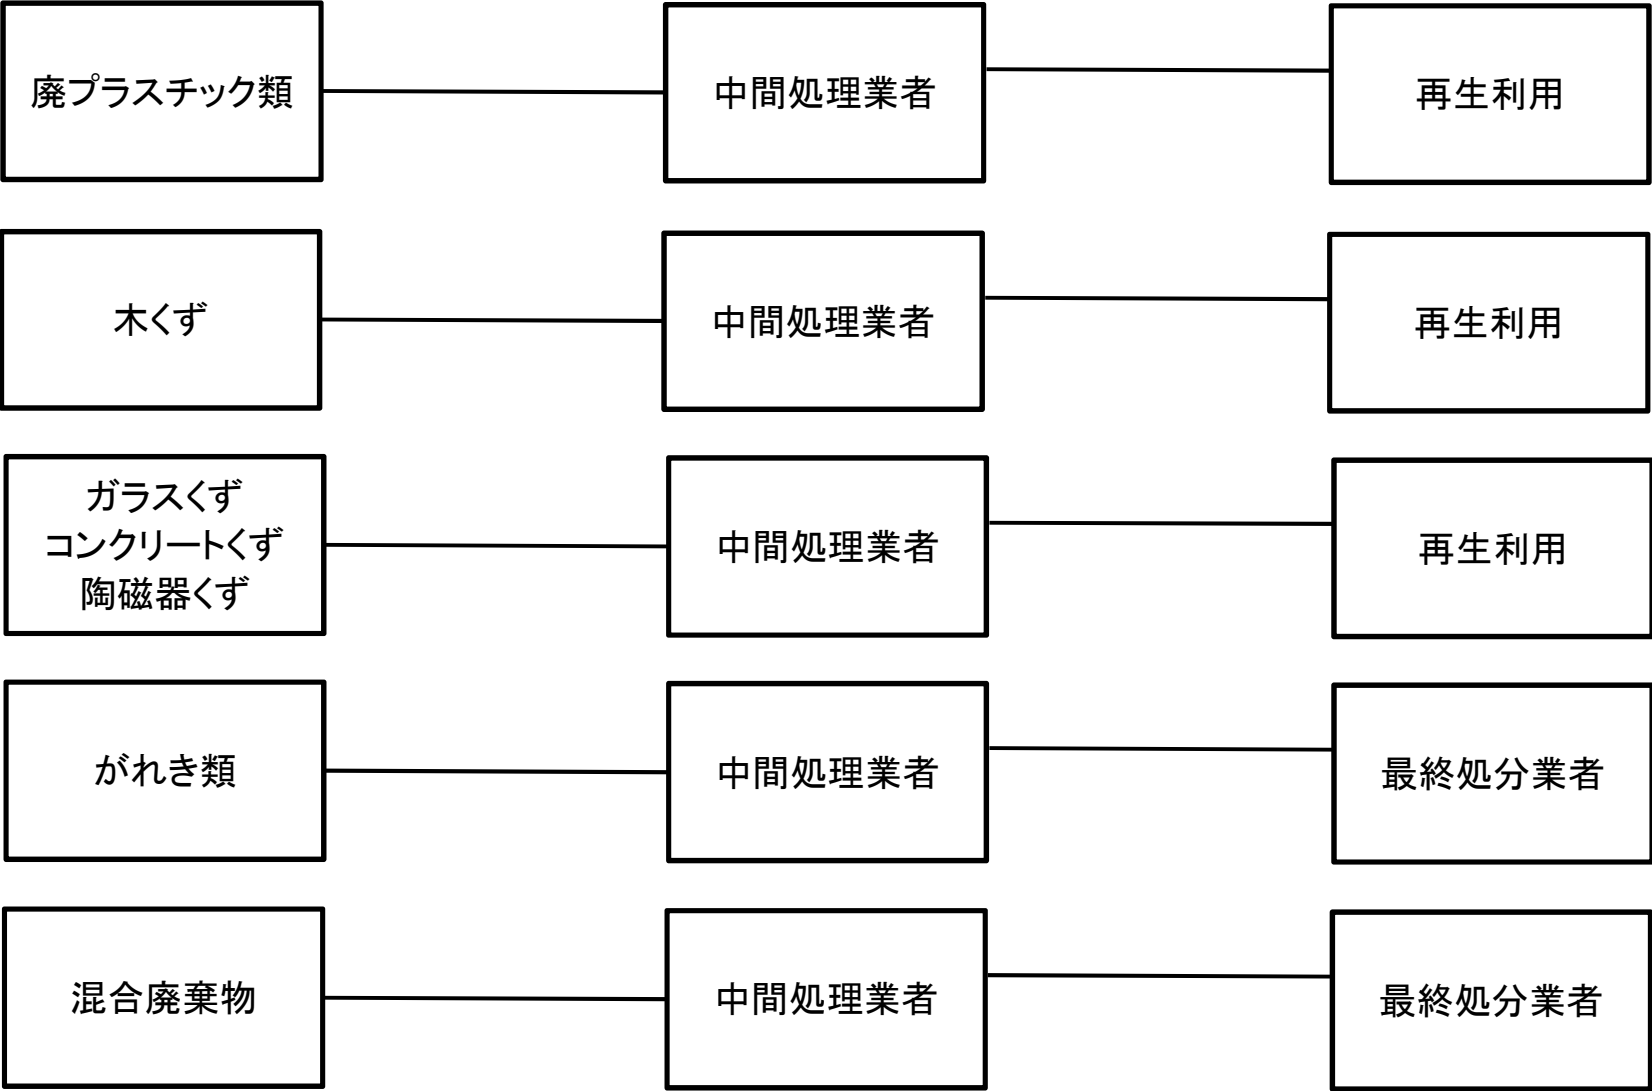 廃プラスチック類
中間処理業者
再生利用
木くず
中間処理業者
再生利用
ガラスくず
コンクリートくず
陶磁器くず
中間処理業者
再生利用
がれき類
中間処理業者
最終処分業者
混合廃棄物
中間処理業者
最終処分業者